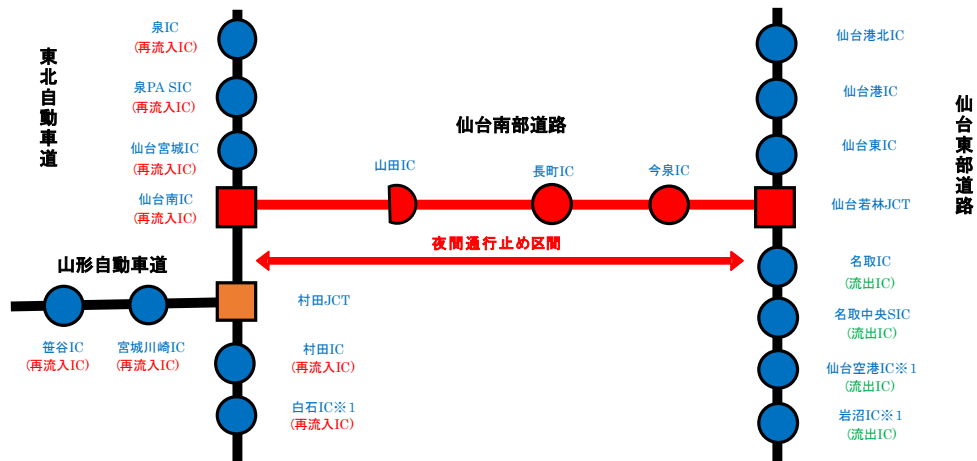 東北自動車道
泉IC
(再流入IC)
泉PA SIC
(再流入IC)
仙台宮城IC
(再流入IC)
仙台南IC
(再流入IC)
仙台南部道路
山田IC
長町IC
今泉IC
夜間通行止め区間
仙台港北IC
仙台港IC
仙台東IC
仙台若林JCT
仙台東部道路
名取IC
(流出IC)
名取中央SIC
(流出IC)
仙台空港IC※1
(流出IC)
岩沼IC※1
(流出IC)
山形自動車道
笹谷IC
(再流入IC)
宮城川崎IC
(再流入IC)
村田JCT
村田IC
(再流入IC)
白石IC※1
(再流入IC)